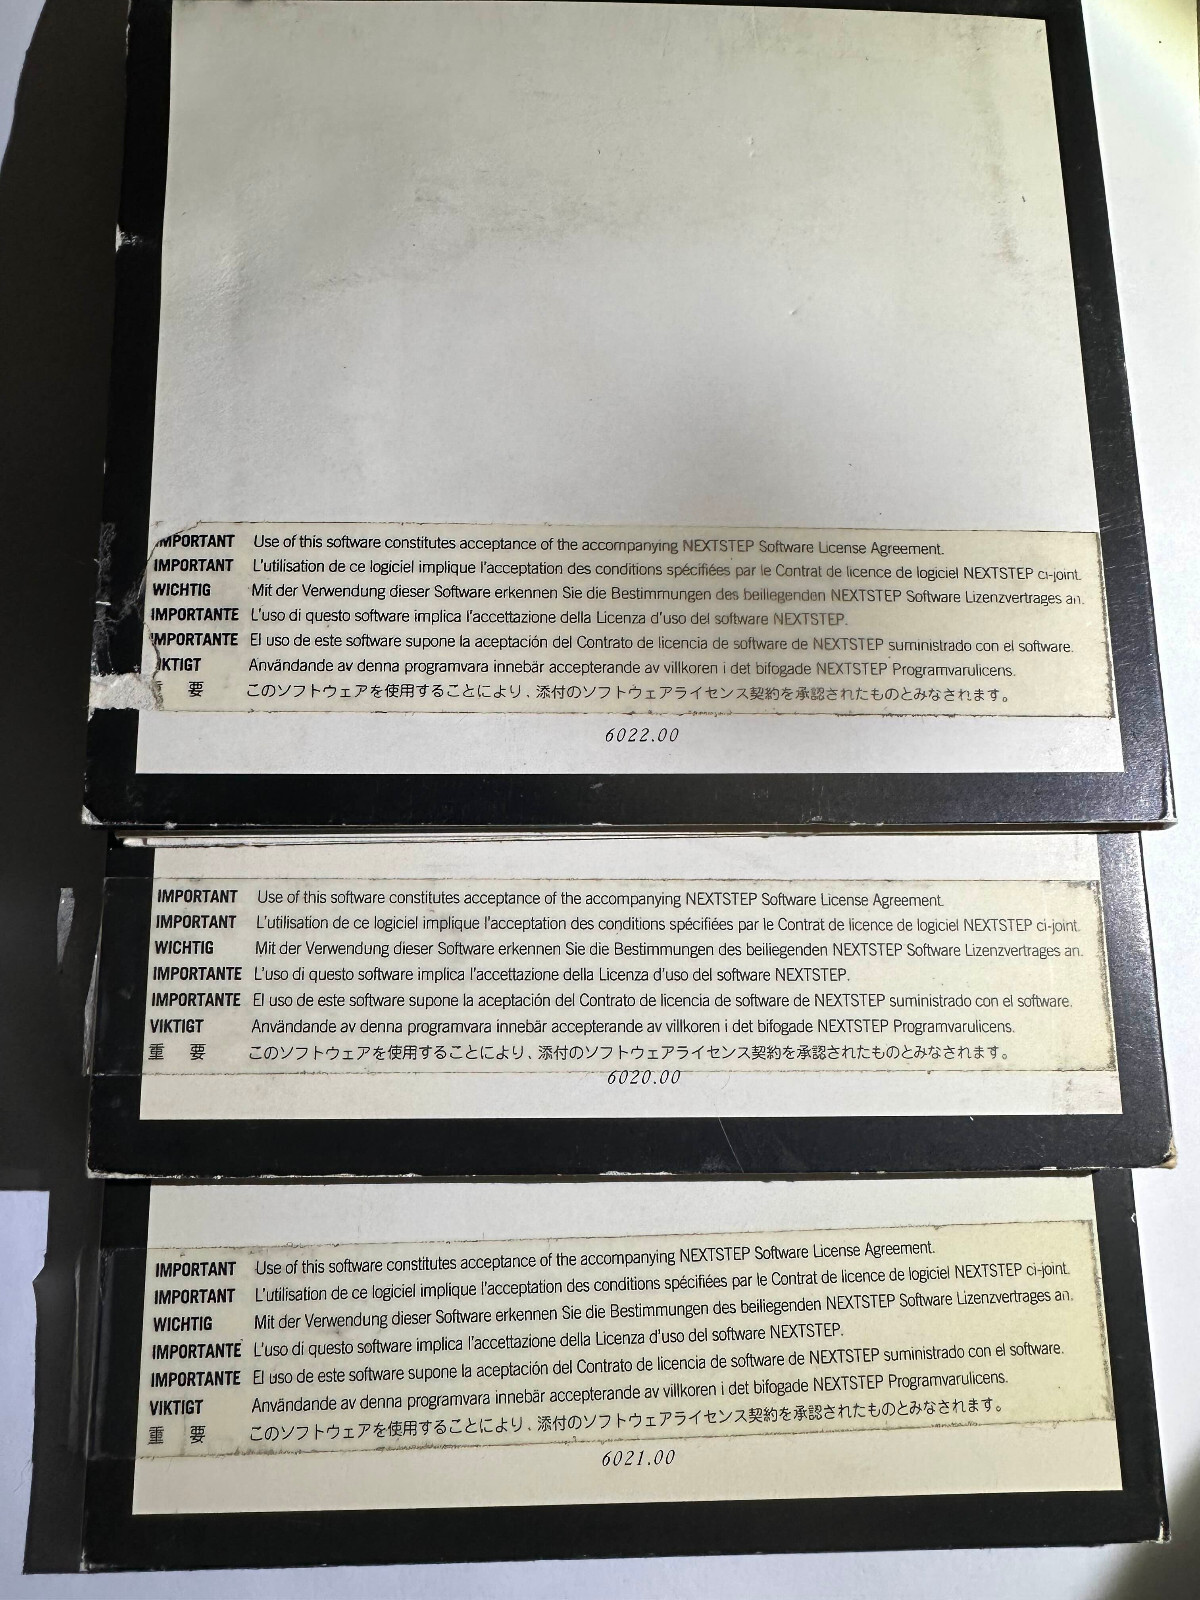 IMPORTANT Use of this software constitutes acceptance of the accompanying NEXTSTEP Software License Agreement.
IMPORTANT L'utilisation de ce logiciel implique l'acceptation des conditions spécifiées par le Contrat de licence de logiciel NEXTSTEP ci-joint.
WICHTIG Mit der Verwendung dieser Software erkennen Sie die Bestimmungen des beiliegenden NEXTSTEP Software Lizenzvertrages an.
IMPORTANTE L'uso di questo software implica l'accettazione della Licenza d'uso del software NEXTSTEP.
IMPORTANTE El uso de este software supone la aceptación del Contrato de licencia de software de NEXTSTEP suministrado con el software.
IKTIGT Användande av denna programvara innebär accepterande av villkoren i det bifogade NEXTSTEP Programvarulicens.
重 要 このソフトウェアを使用することにより、添付のソフトウェアライセンス契約を承認されたものとみなされます。
6022.00
IMPORTANT Use of this software constitutes acceptance of the accompanying NEXTSTEP Software License Agreement.
IMPORTANT L'utilisation de ce logiciel implique l'acceptation des conditions spécifiées par le Contrat de licence de logiciel NEXTSTEP ci-joint.
WICHTIG Mit der Verwendung dieser Software erkennen Sie die Bestimmungen des beiliegenden NEXTSTEP Software Lizenzvertrages an.
IMPORTANTE L'uso di questo software implica l'accettazione della Licenza d'uso del software NEXTSTEP.
IMPORTANTE El uso de este software supone la aceptación del Contrato de licencia de software de NEXTSTEP suministrado con el software.
VIKTIGT Användande av denna programvara innebär accepterande av villkoren i det bifogade NEXTSTEP Programvarulicens.
重 要 このソフトウェアを使用することにより、添付のソフトウェアライセンス契約を承認されたものとみなされます。
6020.00
IMPORTANT Use of this software constitutes acceptance of the accompanying NEXTSTEP Software License Agreement.
IMPORTANT L'utilisation de ce logiciel implique l'acceptation des conditions spécifiées par le Contrat de licence de logiciel NEXTSTEP ci-joint.
WICHTIG Mit der Verwendung dieser Software erkennen Sie die Bestimmungen des beiliegenden NEXTSTEP Software Lizenzvertrages an.
IMPORTANTE L'uso di questo software implica l'accettazione della Licenza d'uso del software NEXTSTEP.
IMPORTANTE El uso de este software supone la aceptación del Contrato de licencia de software de NEXTSTEP suministrado con el software.
VIKTIGT Användande av denna programvara innebär accepterande av villkoren i det bifogade NEXTSTEP Programvarulicens.
重 要 このソフトウェアを使用することにより、添付のソフトウェアライセンス契約を承認されたものとみなされます。
6021.00